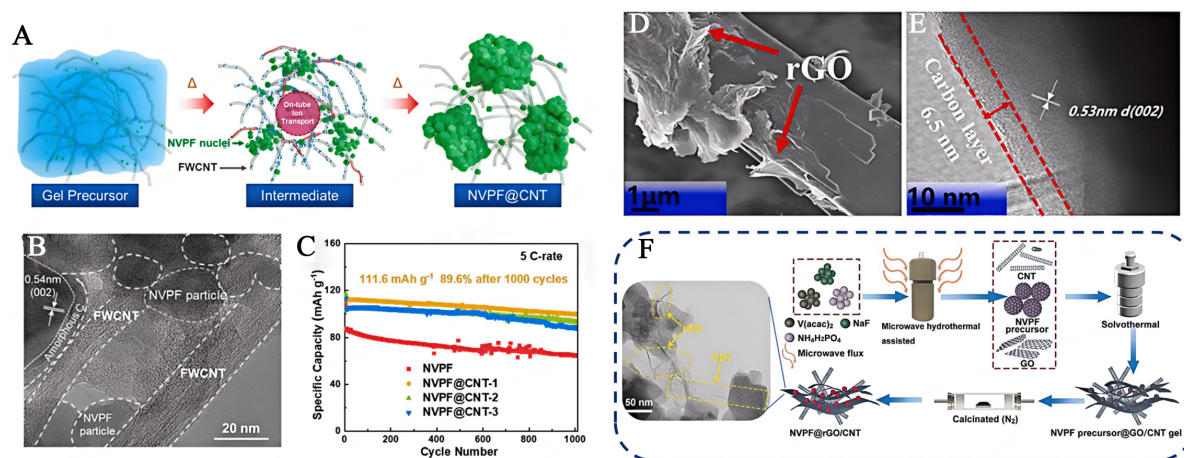 A
Δ
Δ
On-tube
Ion
Transport
NVPF nuclei
FWCNT
Gel Precursor
Intermediate
NVPF@CNT
B
0.54nm
(002)
Amorphous C
FWCNT
NVPF particle
FWCNT
NVPF
particle
20 nm
C
5 C-rate
111.6 mAh g⁻¹ 89.6% after 1000 cycles
Specific Capacity (mAh g⁻¹)
160
120
80
40
0
NVPF
NVPF@CNT-1
NVPF@CNT-2
NVPF@CNT-3
0
200
400
600
800
1000
Cycle Number
D
rGO
1μm
E
Carbon layer
6.5 nm
0.53nm d(002)
10 nm
F
rGO
CNT
50 nm
V(acac)₂
NaF
NH₄H₂PO₄
Microwave flux
Microwave hydrothermal
assisted
CNT
NVPF
precursor
GO
Solvothermal
NVPF@rGO/CNT
Calcinated (N₂)
NVPF precursor@GO/CNT gel